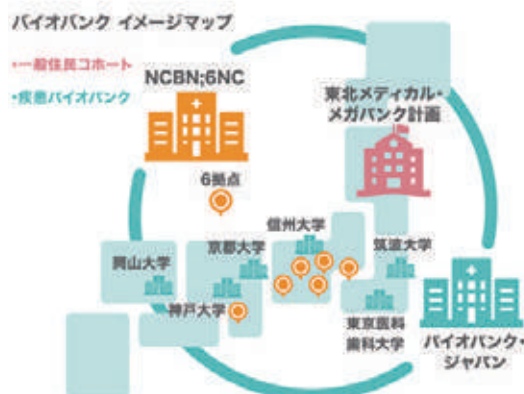 バイオバンク イメージマップ
・一般住民コホート
・疾患バイオバンク
NCBN;6NC
6拠点
東北メディカル・
メガバンク計画
信州大学
京都大学
筑波大学
岡山大学
神戸大学
東京医科
歯科大学
バイオバンク・
ジャパン